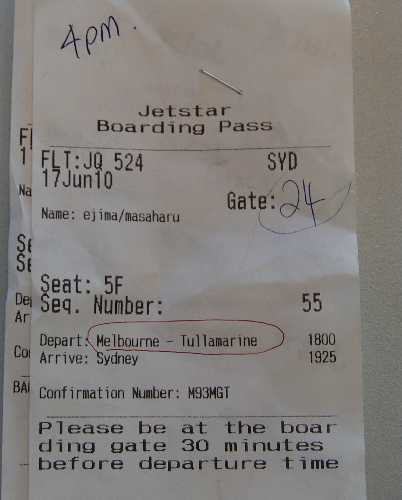 4pm.
Jetstar
Boarding Pass
FLT:JQ 524 SYD
17Jun10
Gate: 24
Name: ejima/masaharu
Seat: 5F
Seq. Number: 55
Depart: Melbourne - Tullamarine 1800
Arrive: Sydney 1925
Confirmation Number: M93MGT
Please be at the boar
ding gate 30 minutes
before departure time